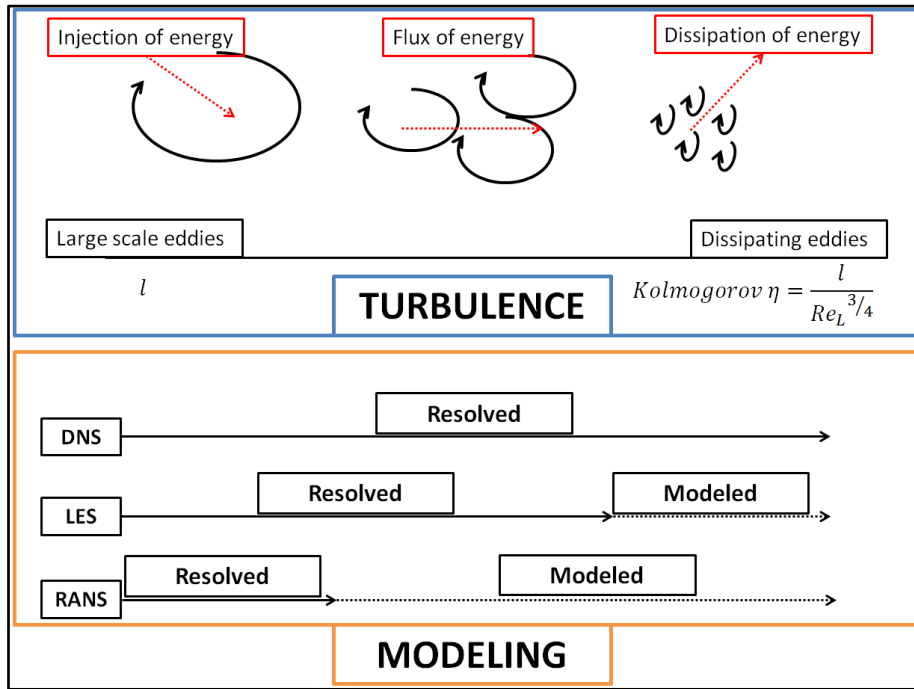 Injection of energy
Flux of energy
Dissipation of energy
Large scale eddies
Dissipating eddies
l
Kolmogorov η = l / Re_L^3/4
TURBULENCE
Resolved
DNS
Resolved
Modeled
LES
Resolved
Modeled
RANS
MODELING